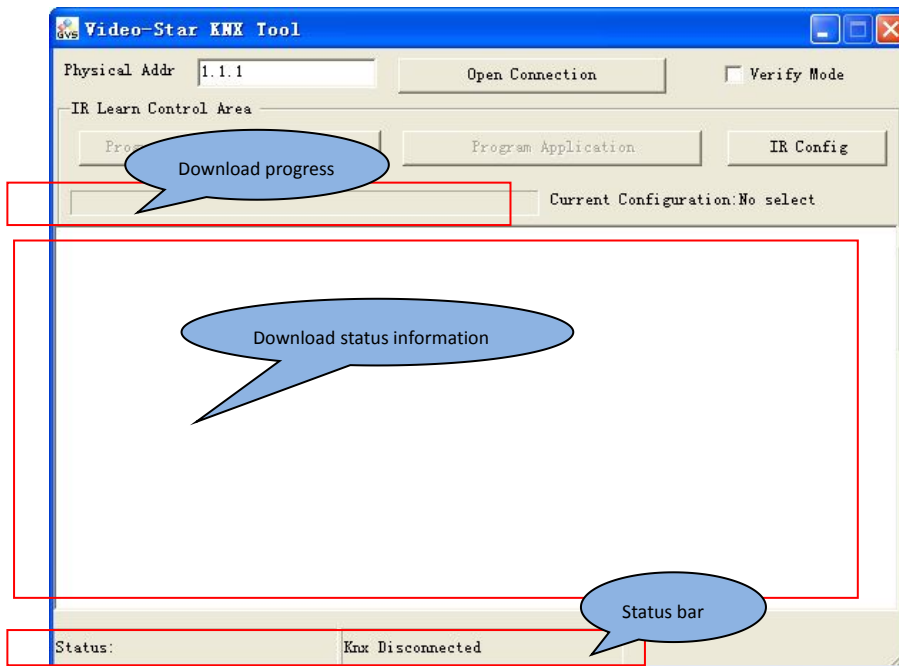 GVS Video-Star KNX Tool
Physical Addr 1.1.1 Open Connection Verify Mode
IR Learn Control Area
Program Application IR Config
Download progress
Current Configuration:No select
Download status information
Status bar
Status: Knx Disconnected